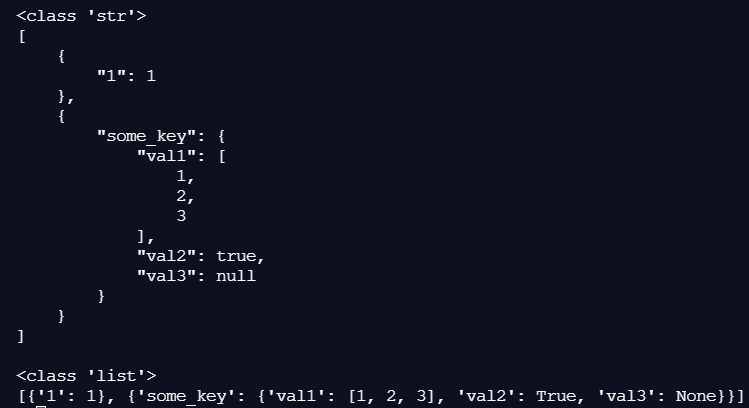 <class 'str'>
[
    {
        "1": 1
    },
    {
        "some_key": {
            "val1": [
                1,
                2,
                3
            ],
            "val2": true,
            "val3": null
        }
    }
]

<class 'list'>
[{'1': 1}, {'some_key': {'val1': [1, 2, 3], 'val2': True, 'val3': None}}]